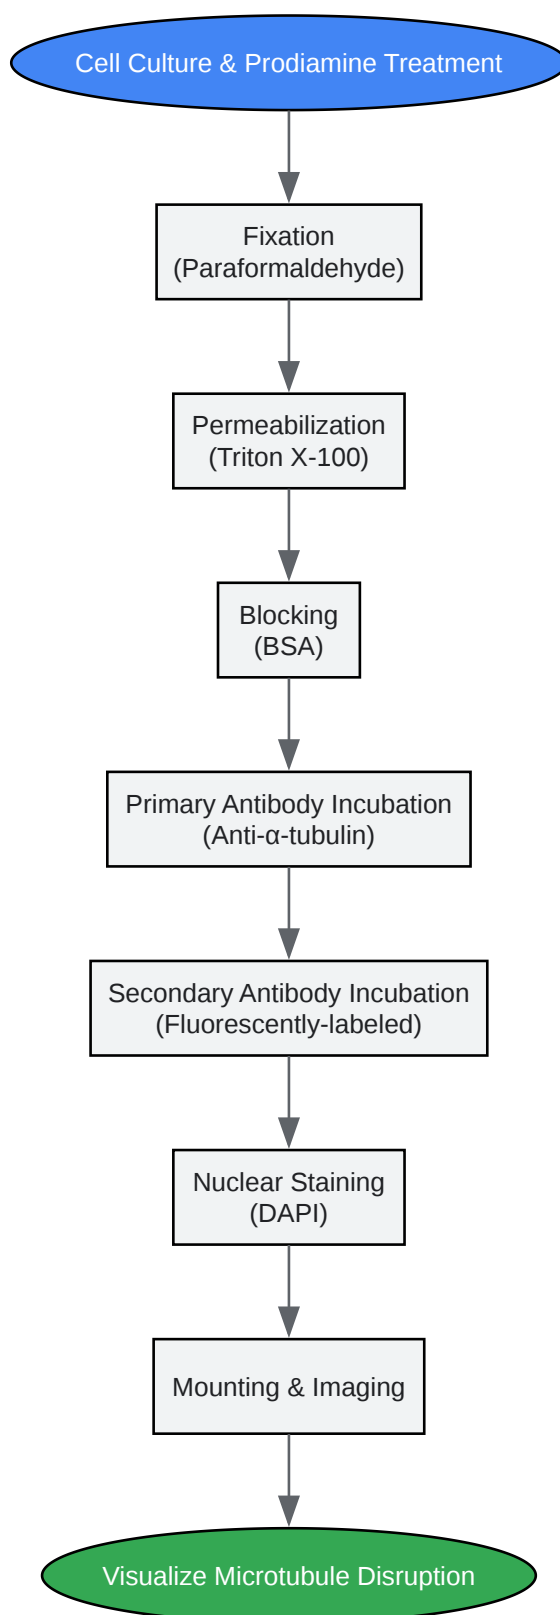 Cell Culture & Prodiamine Treatment
Fixation
(Paraformaldehyde)
Permeabilization
(Triton X-100)
Blocking
(BSA)
Primary Antibody Incubation
(Anti-α-tubulin)
Secondary Antibody Incubation
(Fluorescently-labeled)
Nuclear Staining
(DAPI)
Mounting & Imaging
Visualize Microtubule Disruption